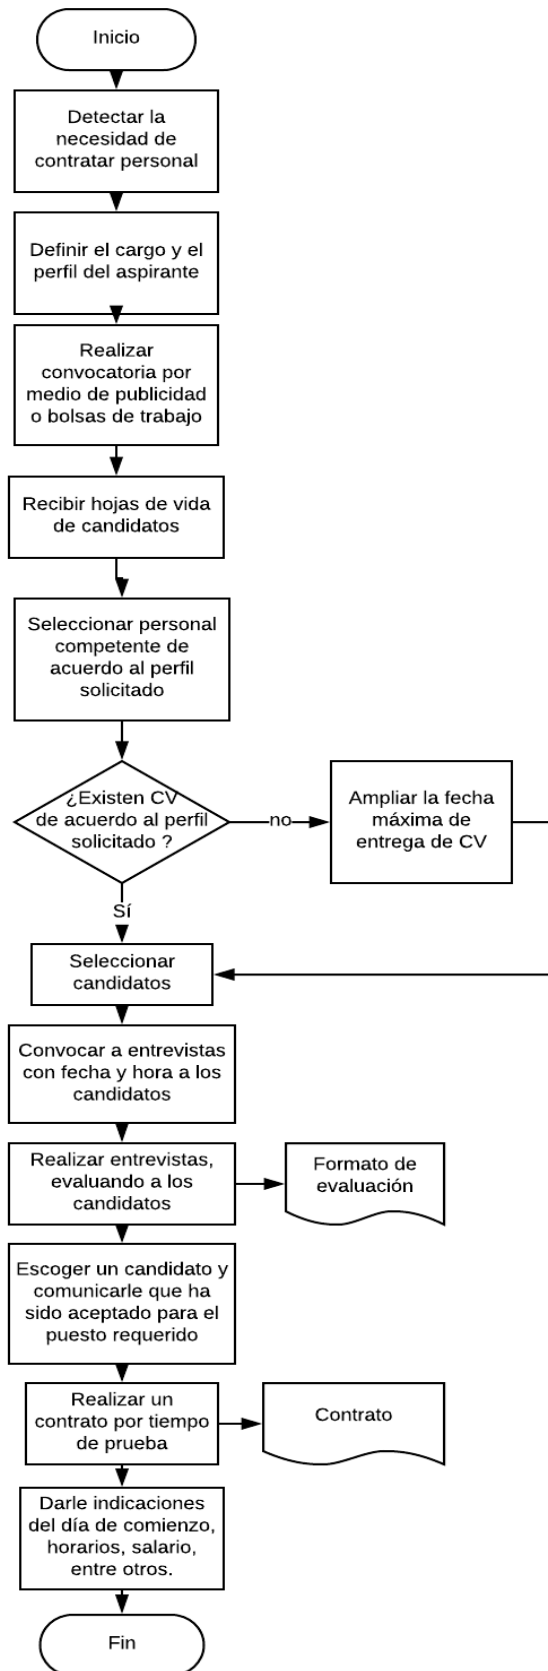 Inicio
Detectar la
necesidad de
contratar personal
Definir el cargo y el
perfil del aspirante
Realizar
convocatoria por
medio de publicidad
o bolsas de trabajo
Recibir hojas de vida
de candidatos
Seleccionar personal
competente de
acuerdo al perfil
solicitado
¿Existen CV
de acuerdo al perfil
solicitado ?
no
Ampliar la fecha
máxima de
entrega de CV
Sí
Seleccionar
candidatos
Convocar a entrevistas
con fecha y hora a los
candidatos
Realizar entrevistas,
evaluando a los
candidatos
Formato de
evaluación
Escoger un candidato y
comunicarle que ha
sido aceptado para el
puesto requerido
Realizar un
contrato por tiempo
de prueba
Contrato
Darle indicaciones
del día de comienzo,
horarios, salario,
entre otros.
Fin